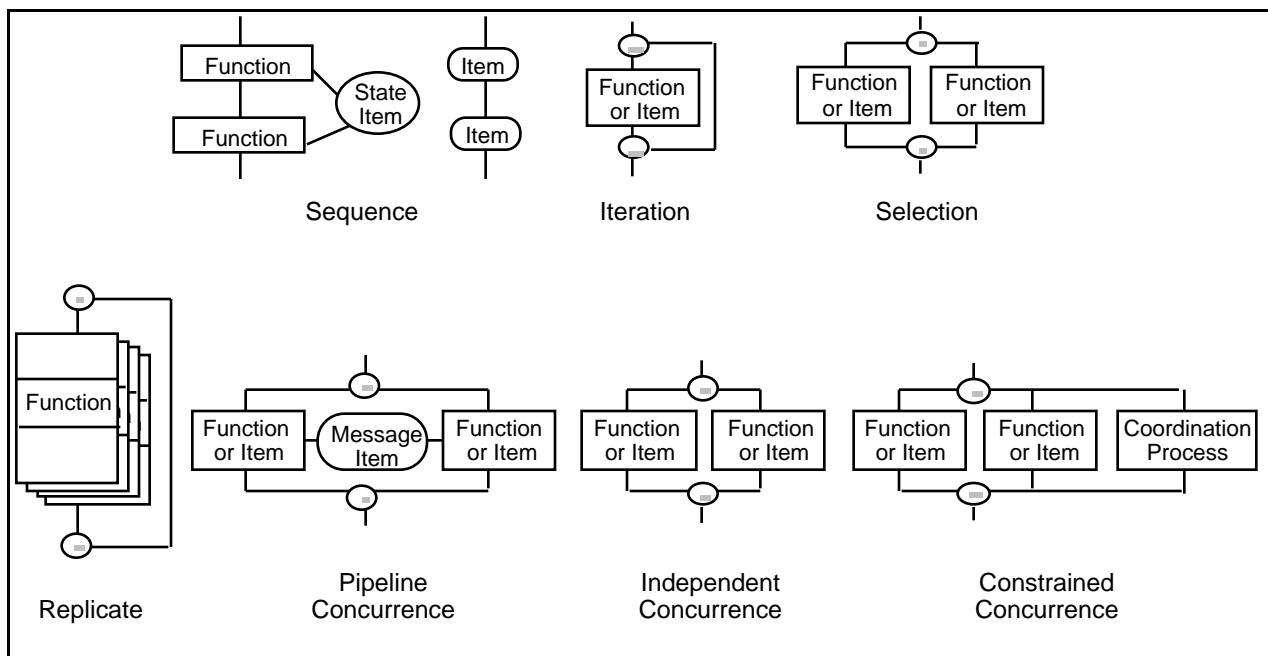 Function
Function
State
Item
Item
Item
Sequence
Function
or Item
Iteration
Function
or Item
Function
or Item
Selection
Function
Replicate
Function
or Item
Message
Item
Function
or Item
Pipeline
Concurrence
Function
or Item
Function
or Item
Independent
Concurrence
Function
or Item
Function
or Item
Coordination
Process
Constrained
Concurrence